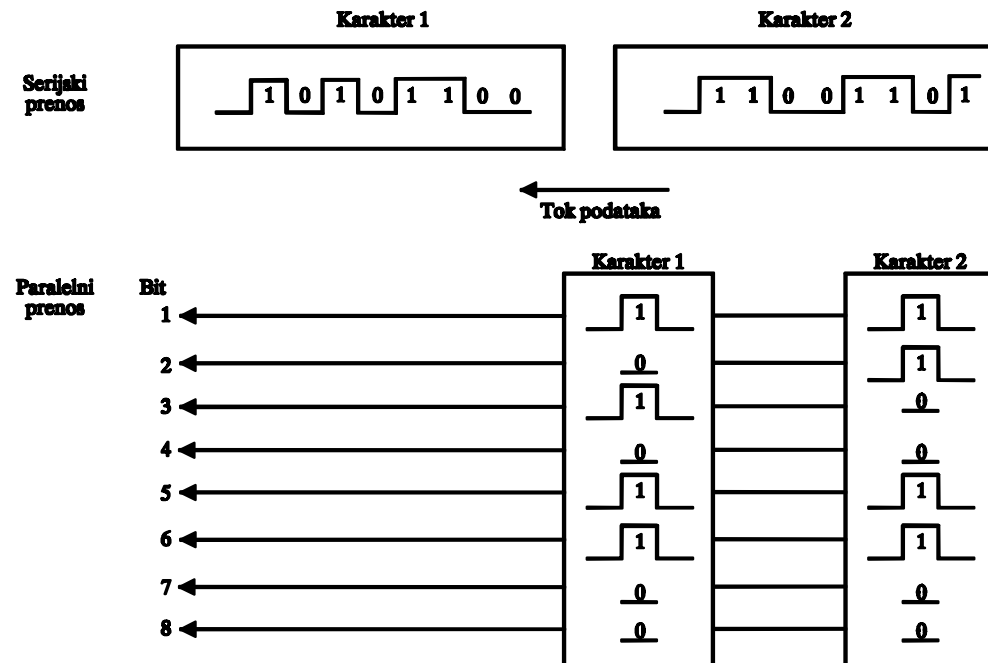 Karakter 1
Karakter 2
Serijski
prenos
1 0 1 0 1 1 0 0
1 1 0 0 1 1 0 1
Tok podataka
Karakter 1
Karakter 2
Paralelni
prenos
Bit
1 1 1
2 0 1
3 1 0
4 0 0
5 1 1
6 1 1
7 0 0
8 0 0